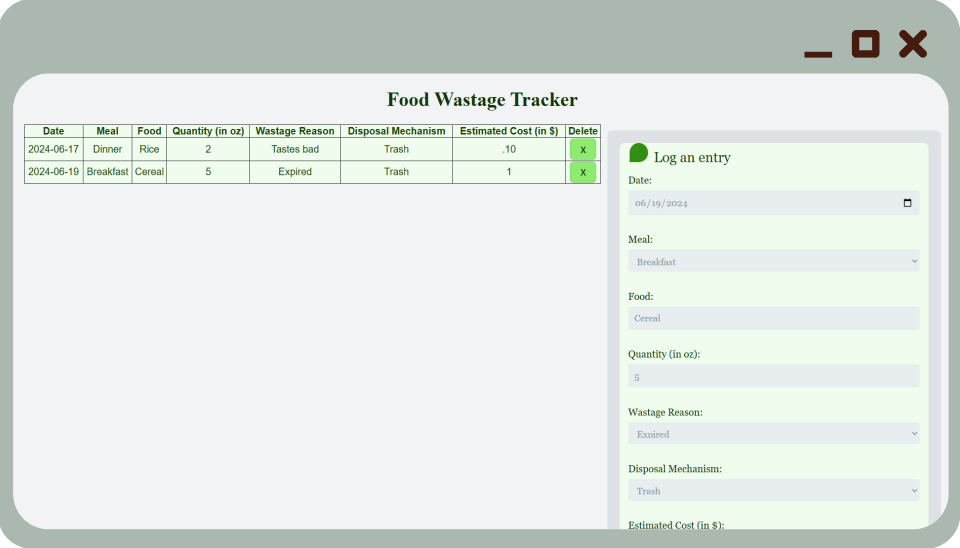 Food Wastage Tracker
Date Meal Food Quantity (in oz) Wastage Reason Disposal Mechanism Estimated Cost (in $) Delete
2024-06-17 Dinner Rice 2 Tastes bad Trash .10 X
2024-06-19 Breakfast Cereal 5 Expired Trash 1 X
Log an entry
Date:
06/19/2024
Meal:
Breakfast
Food:
Cereal
Quantity (in oz):
5
Wastage Reason:
Expired
Disposal Mechanism:
Trash
Estimated Cost (in $):